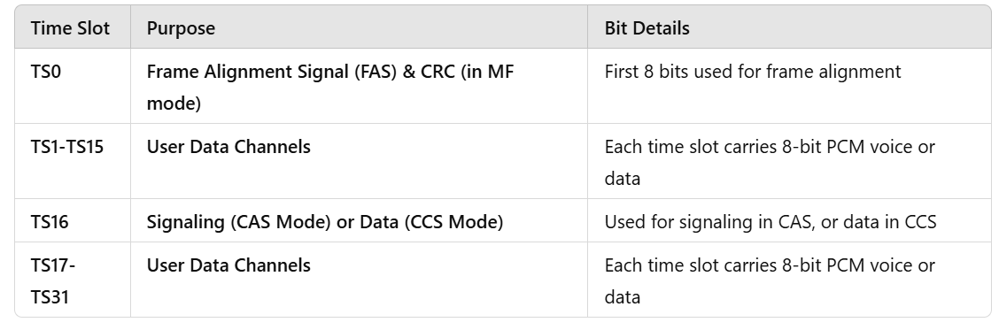 Time Slot Purpose Bit Details
TS0 Frame Alignment Signal (FAS) & CRC (in MF First 8 bits used for frame alignment
mode)
TS1-TS15 User Data Channels Each time slot carries 8-bit PCM voice or
data
TS16 Signaling (CAS Mode) or Data (CCS Mode) Used for signaling in CAS, or data in CCS
TS17- User Data Channels Each time slot carries 8-bit PCM voice or
TS31 data